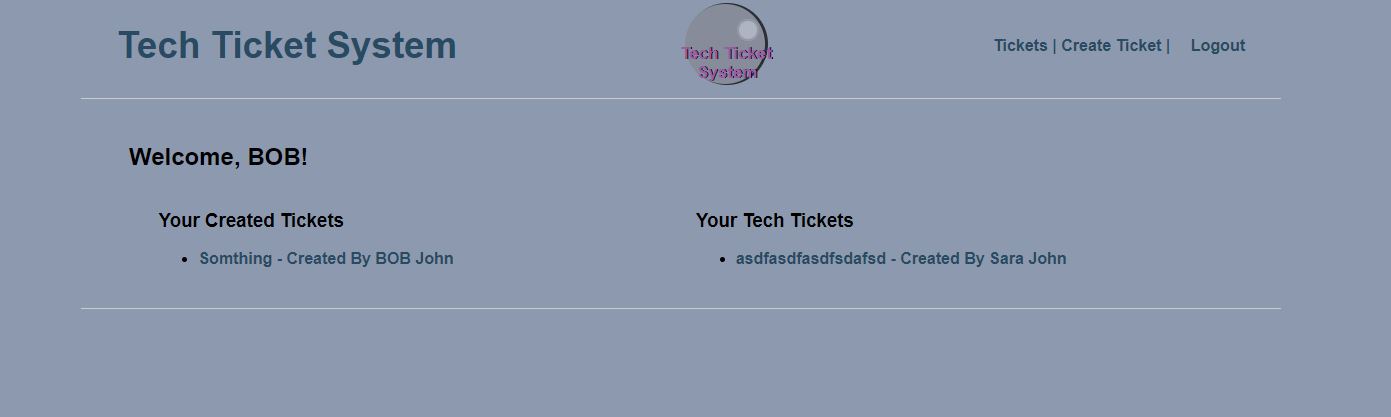 Tech Ticket System
Tech Ticket
System
Tickets | Create Ticket | Logout
Welcome, BOB!
Your Created Tickets
Somthing - Created By BOB John
Your Tech Tickets
asdfasdfasdfsdafsd - Created By Sara John